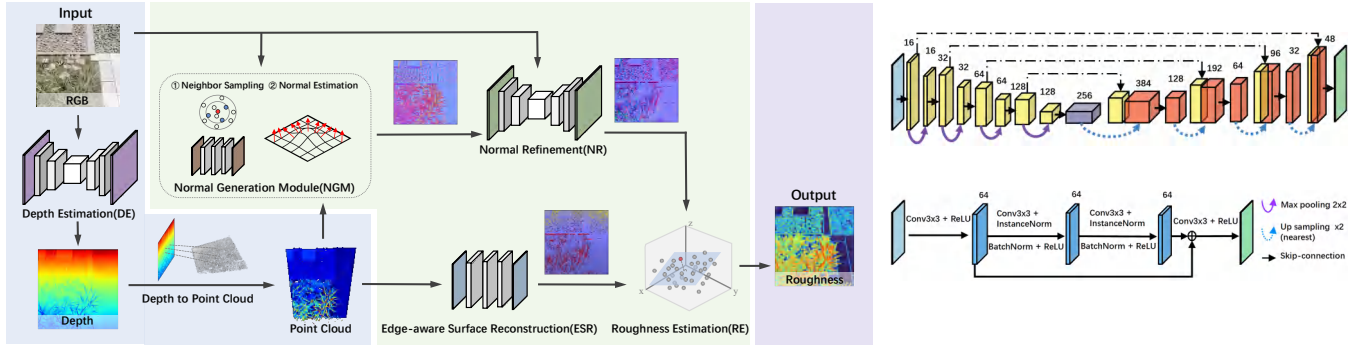 Input
RGB
Depth Estimation(DE)
Depth
Depth to Point Cloud
Point Cloud
① Neighbor Sampling ② Normal Estimation
Normal Generation Module(NGM)
Normal Refinement(NR)
Edge-aware Surface Reconstruction(ESR)
z
x
y
Roughness Estimation(RE)
Output
Roughness
16
16
32
32
64
64
128
128
256
384
128
192
64
96
32
48
64
64
64
Conv3x3 + ReLU
Conv3x3 +
InstanceNorm
BatchNorm + ReLU
Conv3x3 +
InstanceNorm
BatchNorm + ReLU
Conv3x3 + ReLU
Max pooling 2x2
Up sampling x2
(nearest)
Skip-connection